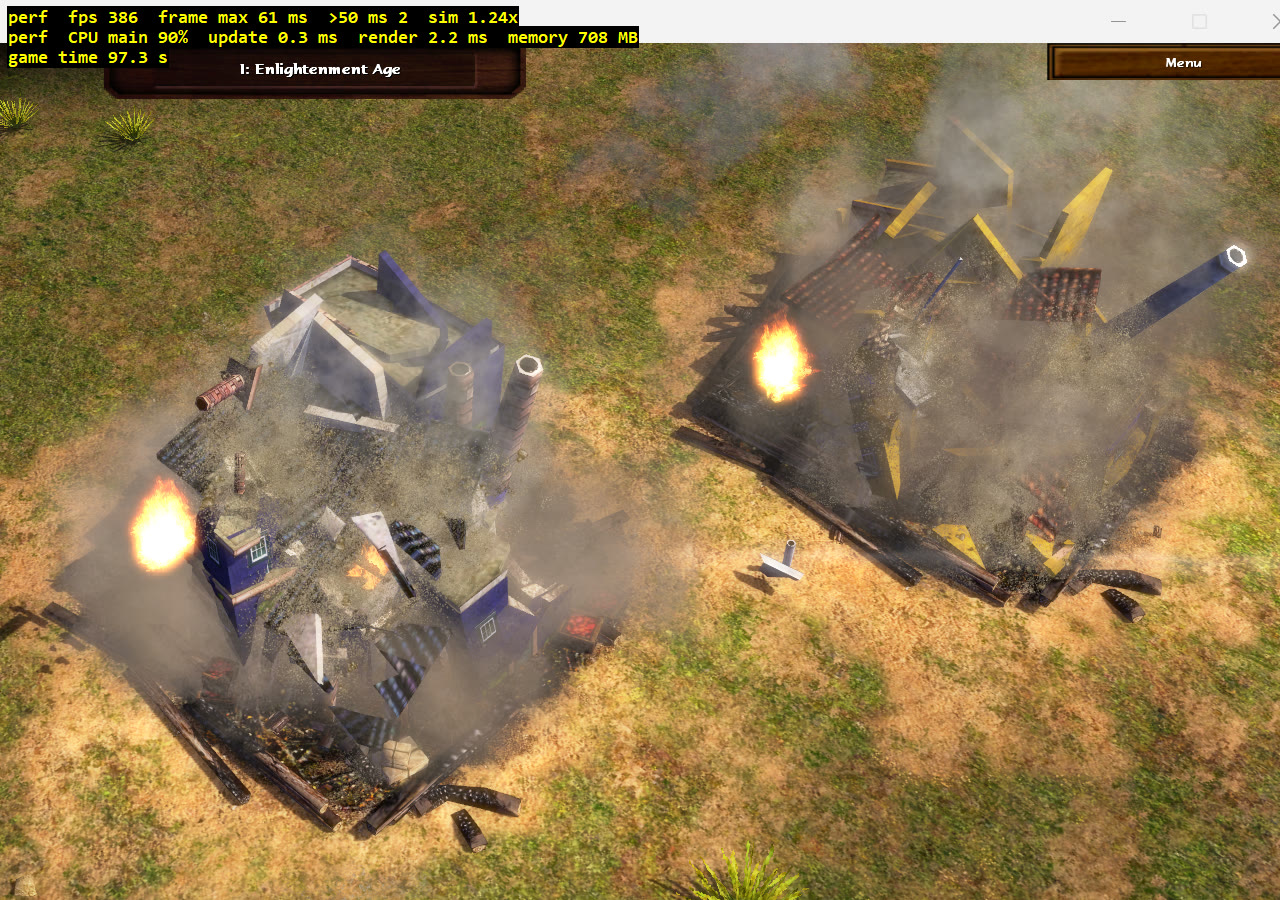 perf  fps 386  frame max 61 ms  >50 ms 2  sim 1.24x
perf  CPU main 90%  update 0.3 ms  render 2.2 ms  memory 708 MB
game time 97.3 s
1: Enlightenment Age
Menu